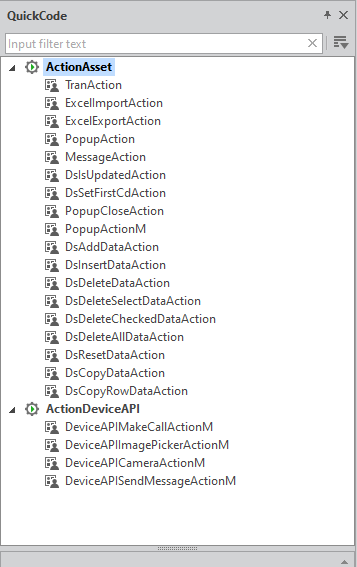 QuickCode
Input filter text
ActionAsset
TranAction
ExcelImportAction
ExcelExportAction
PopupAction
MessageAction
DsIsUpdatedAction
DsSetFirstCdAction
PopupCloseAction
PopupActionM
DsAddDataAction
DsInsertDataAction
DsDeleteDataAction
DsDeleteSelectDataAction
DsDeleteCheckedDataAction
DsDeleteAllDataAction
DsResetDataAction
DsCopyDataAction
DsCopyRowDataAction
ActionDeviceAPI
DeviceAPIMakeCallActionM
DeviceAPIImagePickerActionM
DeviceAPICameraActionM
DeviceAPISendMessageActionM